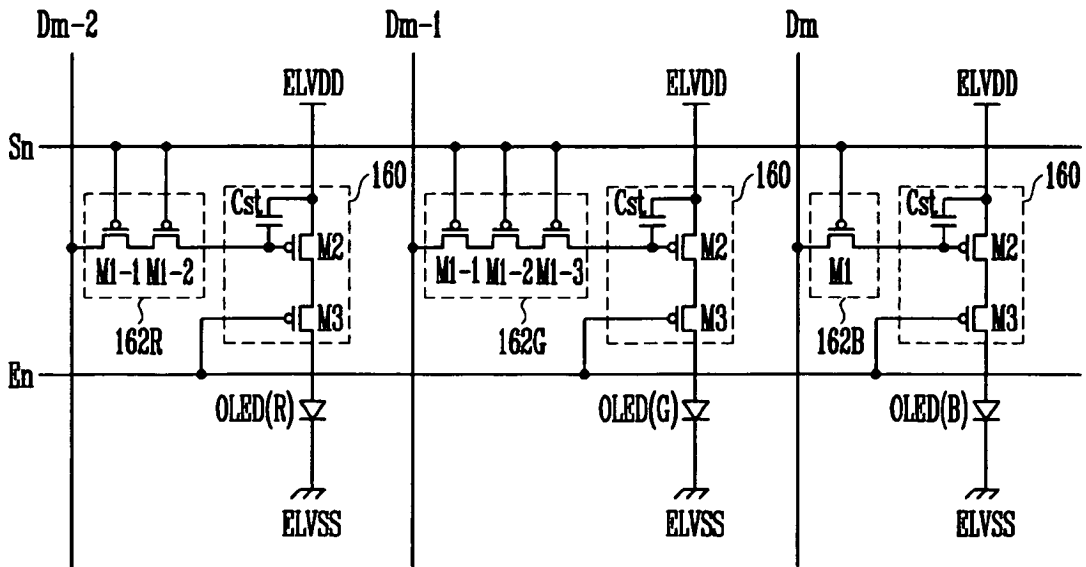 Dm-2 Dm-1 Dm
ELVDD ELVDD ELVDD
Sn
160 160 160
Cst Cst Cst
M2 M2 M2
M1-1 M1-2 M1-1 M1-2 M1-3 M1
M3 M3 M3
162R 162G 162B
En
OLED(R) OLED(G) OLED(B)
ELVSS ELVSS ELVSS